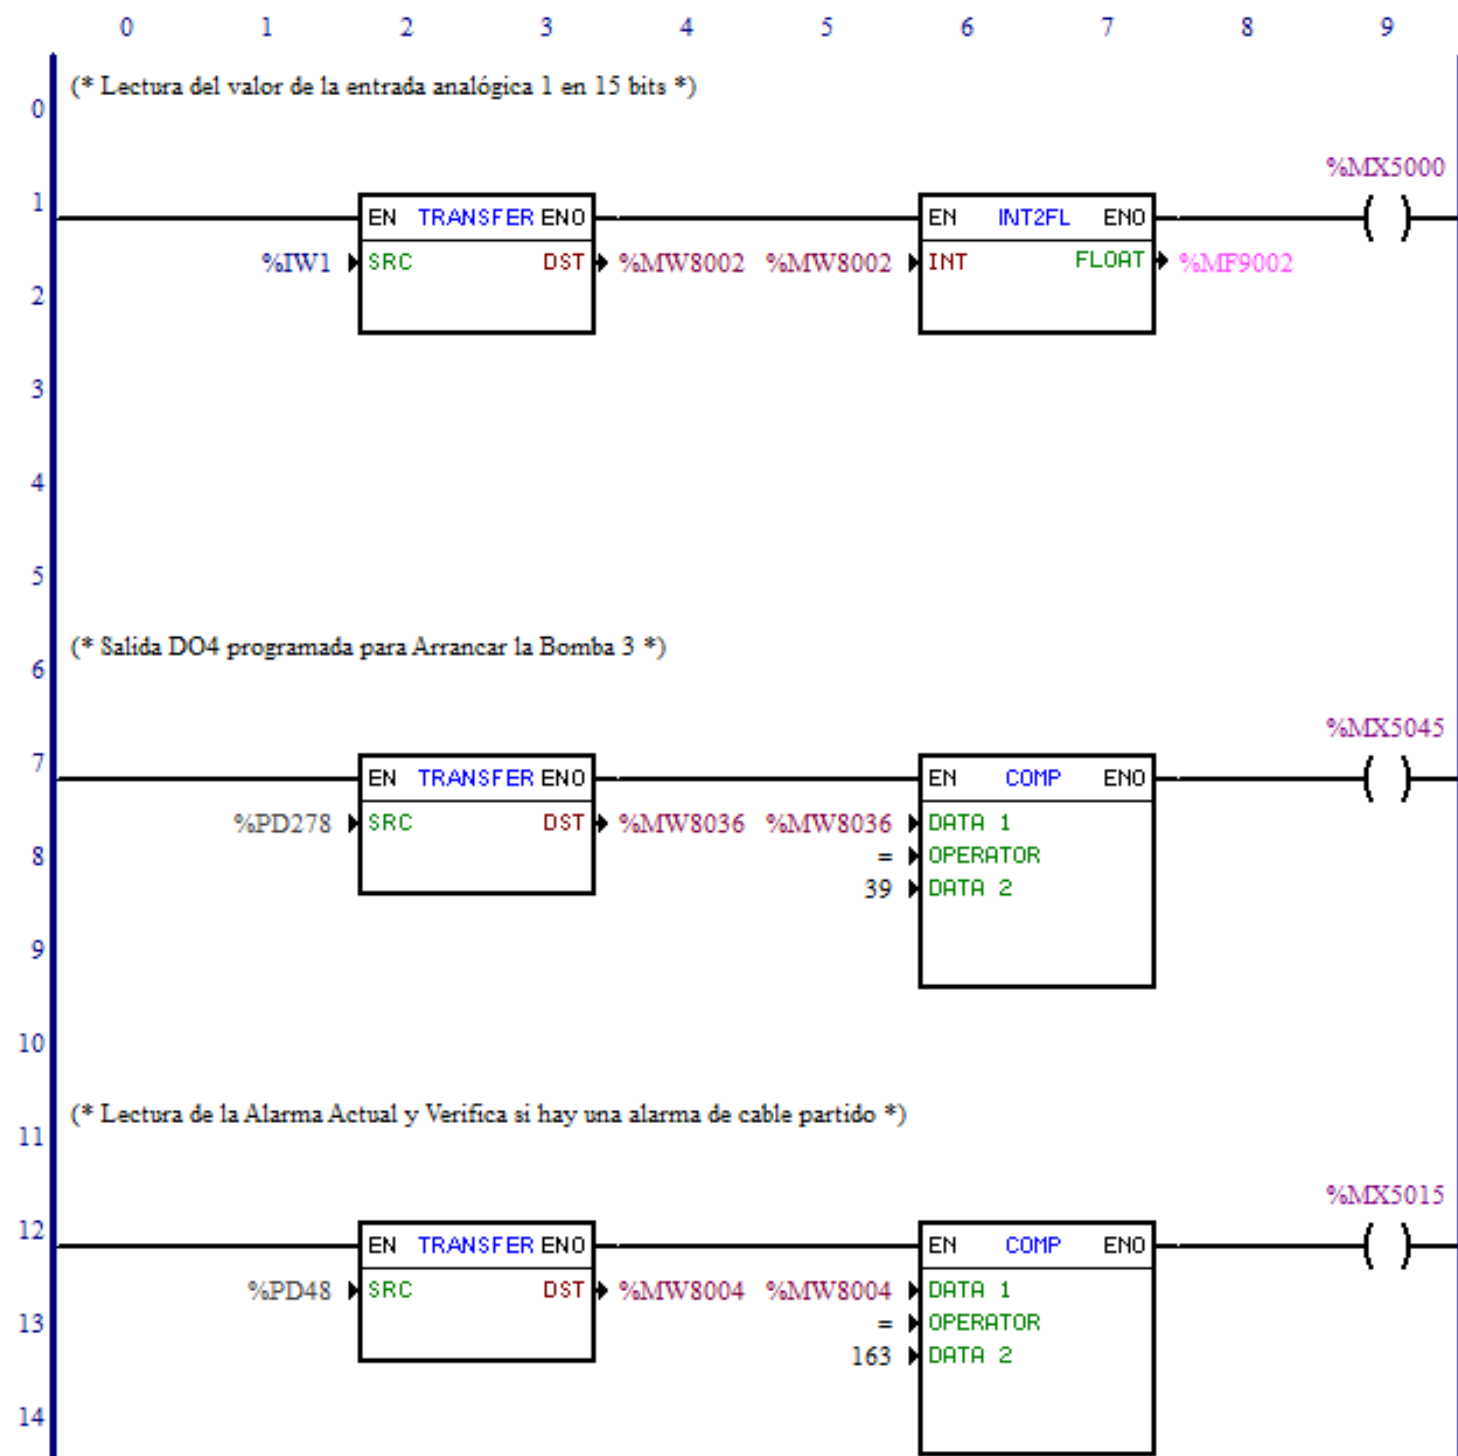 0 1 2 3 4 5 6 7 8 9
(* Lectura del valor de la entrada analógica 1 en 15 bits *)
0
%MX5000
1
EN TRANSFER ENO
EN INT2FL ENO
( )
%IW1 SRC DST %MW8002
%MW8002 INT FLOAT %MF9002
2
3
4
5
(* Salida DO4 programada para Arrancar la Bomba 3 *)
6
%MX5045
7
EN TRANSFER ENO
EN COMP ENO
( )
%PD278 SRC DST %MW8036
%MW8036 DATA 1
8
= OPERATOR
39 DATA 2
9
10
(* Lectura de la Alarma Actual y Verifica si hay una alarma de cable partido *)
11
%MX5015
12
EN TRANSFER ENO
EN COMP ENO
( )
%PD48 SRC DST %MW8004
%MW8004 DATA 1
13
= OPERATOR
163 DATA 2
14